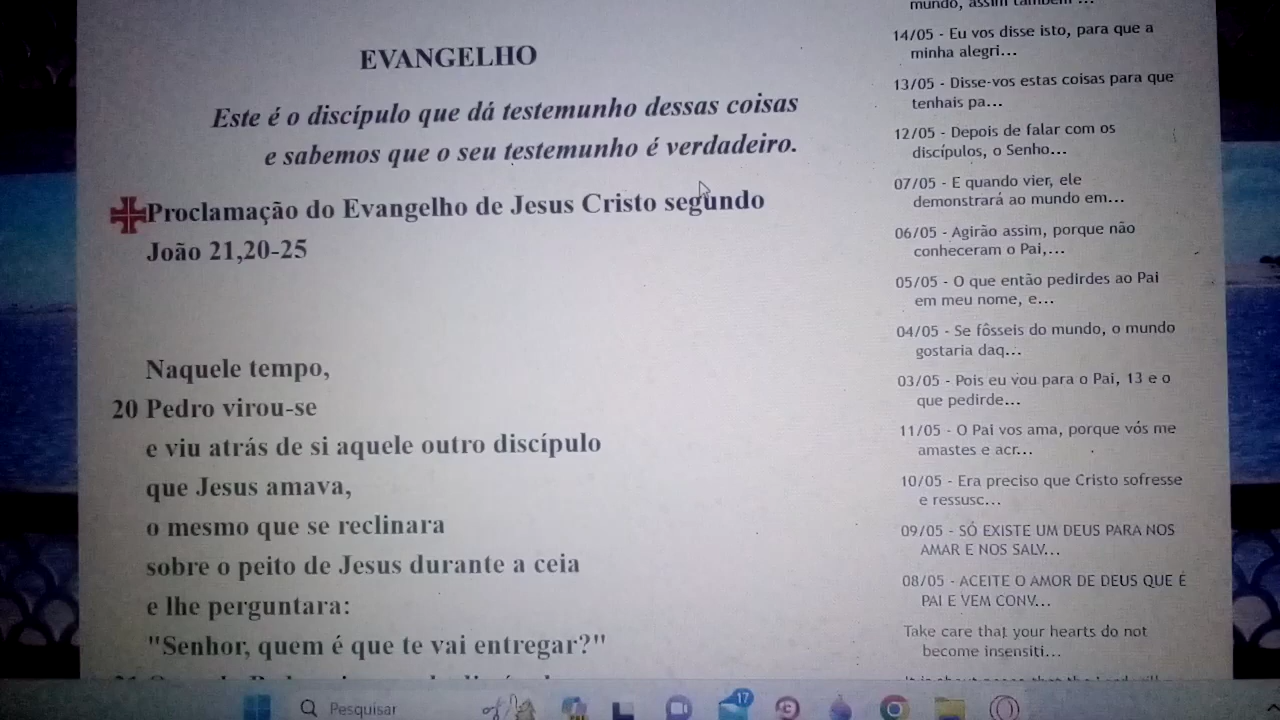 EVANGELHO
Este é o discípulo que dá testemunho dessas coisas
e sabemos que o seu testemunho é verdadeiro.
Proclamação do Evangelho de Jesus Cristo segundo
João 21,20-25
Naquele tempo,
20 Pedro virou-se
e viu atrás de si aquele outro discípulo
que Jesus amava,
o mesmo que se reclinara
sobre o peito de Jesus durante a ceia
e lhe perguntara:
"Senhor, quem é que te vai entregar?"
mundo, assim também ...
14/05 - Eu vos disse isto, para que a
minha alegri...
13/05 - Disse-vos estas coisas para que
tenhais pa...
12/05 - Depois de falar com os
discípulos, o Senho...
07/05 - E quando vier, ele
demonstrará ao mundo em...
06/05 - Agirão assim, porque não
conheceram o Pai,...
05/05 - O que então pedirdes ao Pai
em meu nome, e...
04/05 - Se fôsseis do mundo, o mundo
gostaria daq...
03/05 - Pois eu vou para o Pai, 13 e o
que pedirde...
11/05 - O Pai vos ama, porque vós me
amastes e acr...
10/05 - Era preciso que Cristo sofresse
e ressusc...
09/05 - SÓ EXISTE UM DEUS PARA NOS
AMAR E NOS SALV...
08/05 - ACEITE O AMOR DE DEUS QUE É
PAI E VEM CONV...
Take care that your hearts do not
become insensiti...
Pesquisar
17